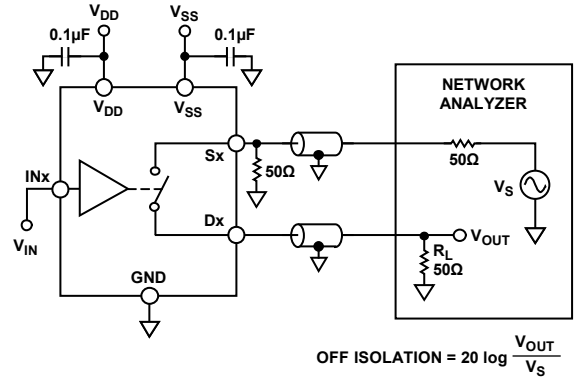 VDD
VSS
0.1µF
0.1µF
VDD
VSS
NETWORK
ANALYZER
Sx
50Ω
50Ω
INx
VS
Dx
VOUT
VIN
RL
50Ω
GND
OFF ISOLATION = 20 log VOUT
VS